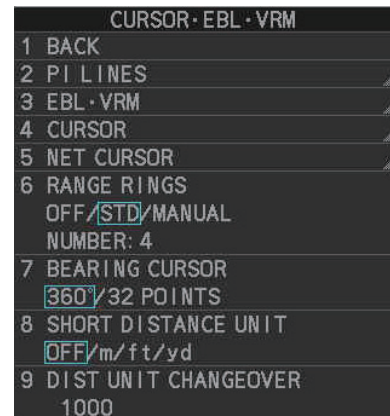 CURSOR・EBL・VRM
1 BACK
2 PI LINES
3 EBL・VRM
4 CURSOR
5 NET CURSOR
6 RANGE RINGS
OFF/STD/MANUAL
NUMBER: 4
7 BEARING CURSOR
360°/32 POINTS
8 SHORT DISTANCE UNIT
OFF/m/ft/yd
9 DIST UNIT CHANGEOVER
1000